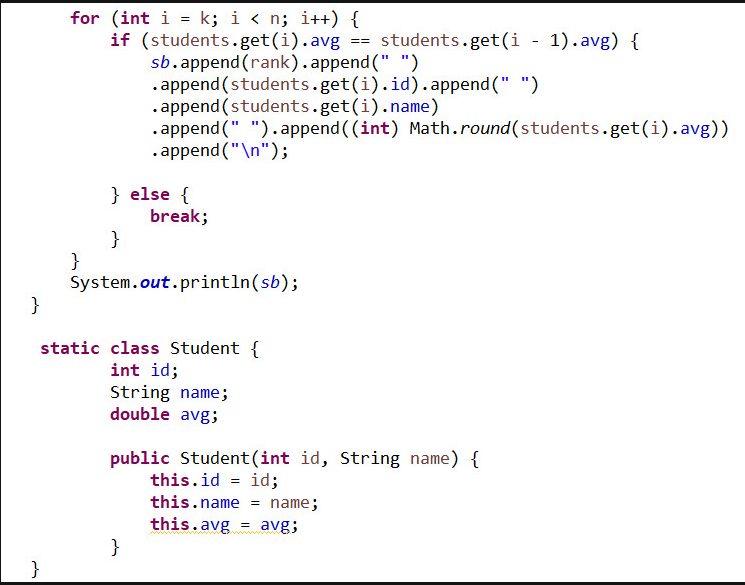 for (int i = k; i < n; i++) {
if (students.get(i).avg == students.get(i - 1).avg) {
sb.append(rank).append(" ")
.append(students.get(i).id).append(" ")
.append(students.get(i).name)
.append(" ").append((int) Math.round(students.get(i).avg))
.append("\n");
} else {
break;
}
}
System.out.println(sb);
}
static class Student {
int id;
String name;
double avg;
public Student(int id, String name) {
this.id = id;
this.name = name;
this.avg = avg;
}
}